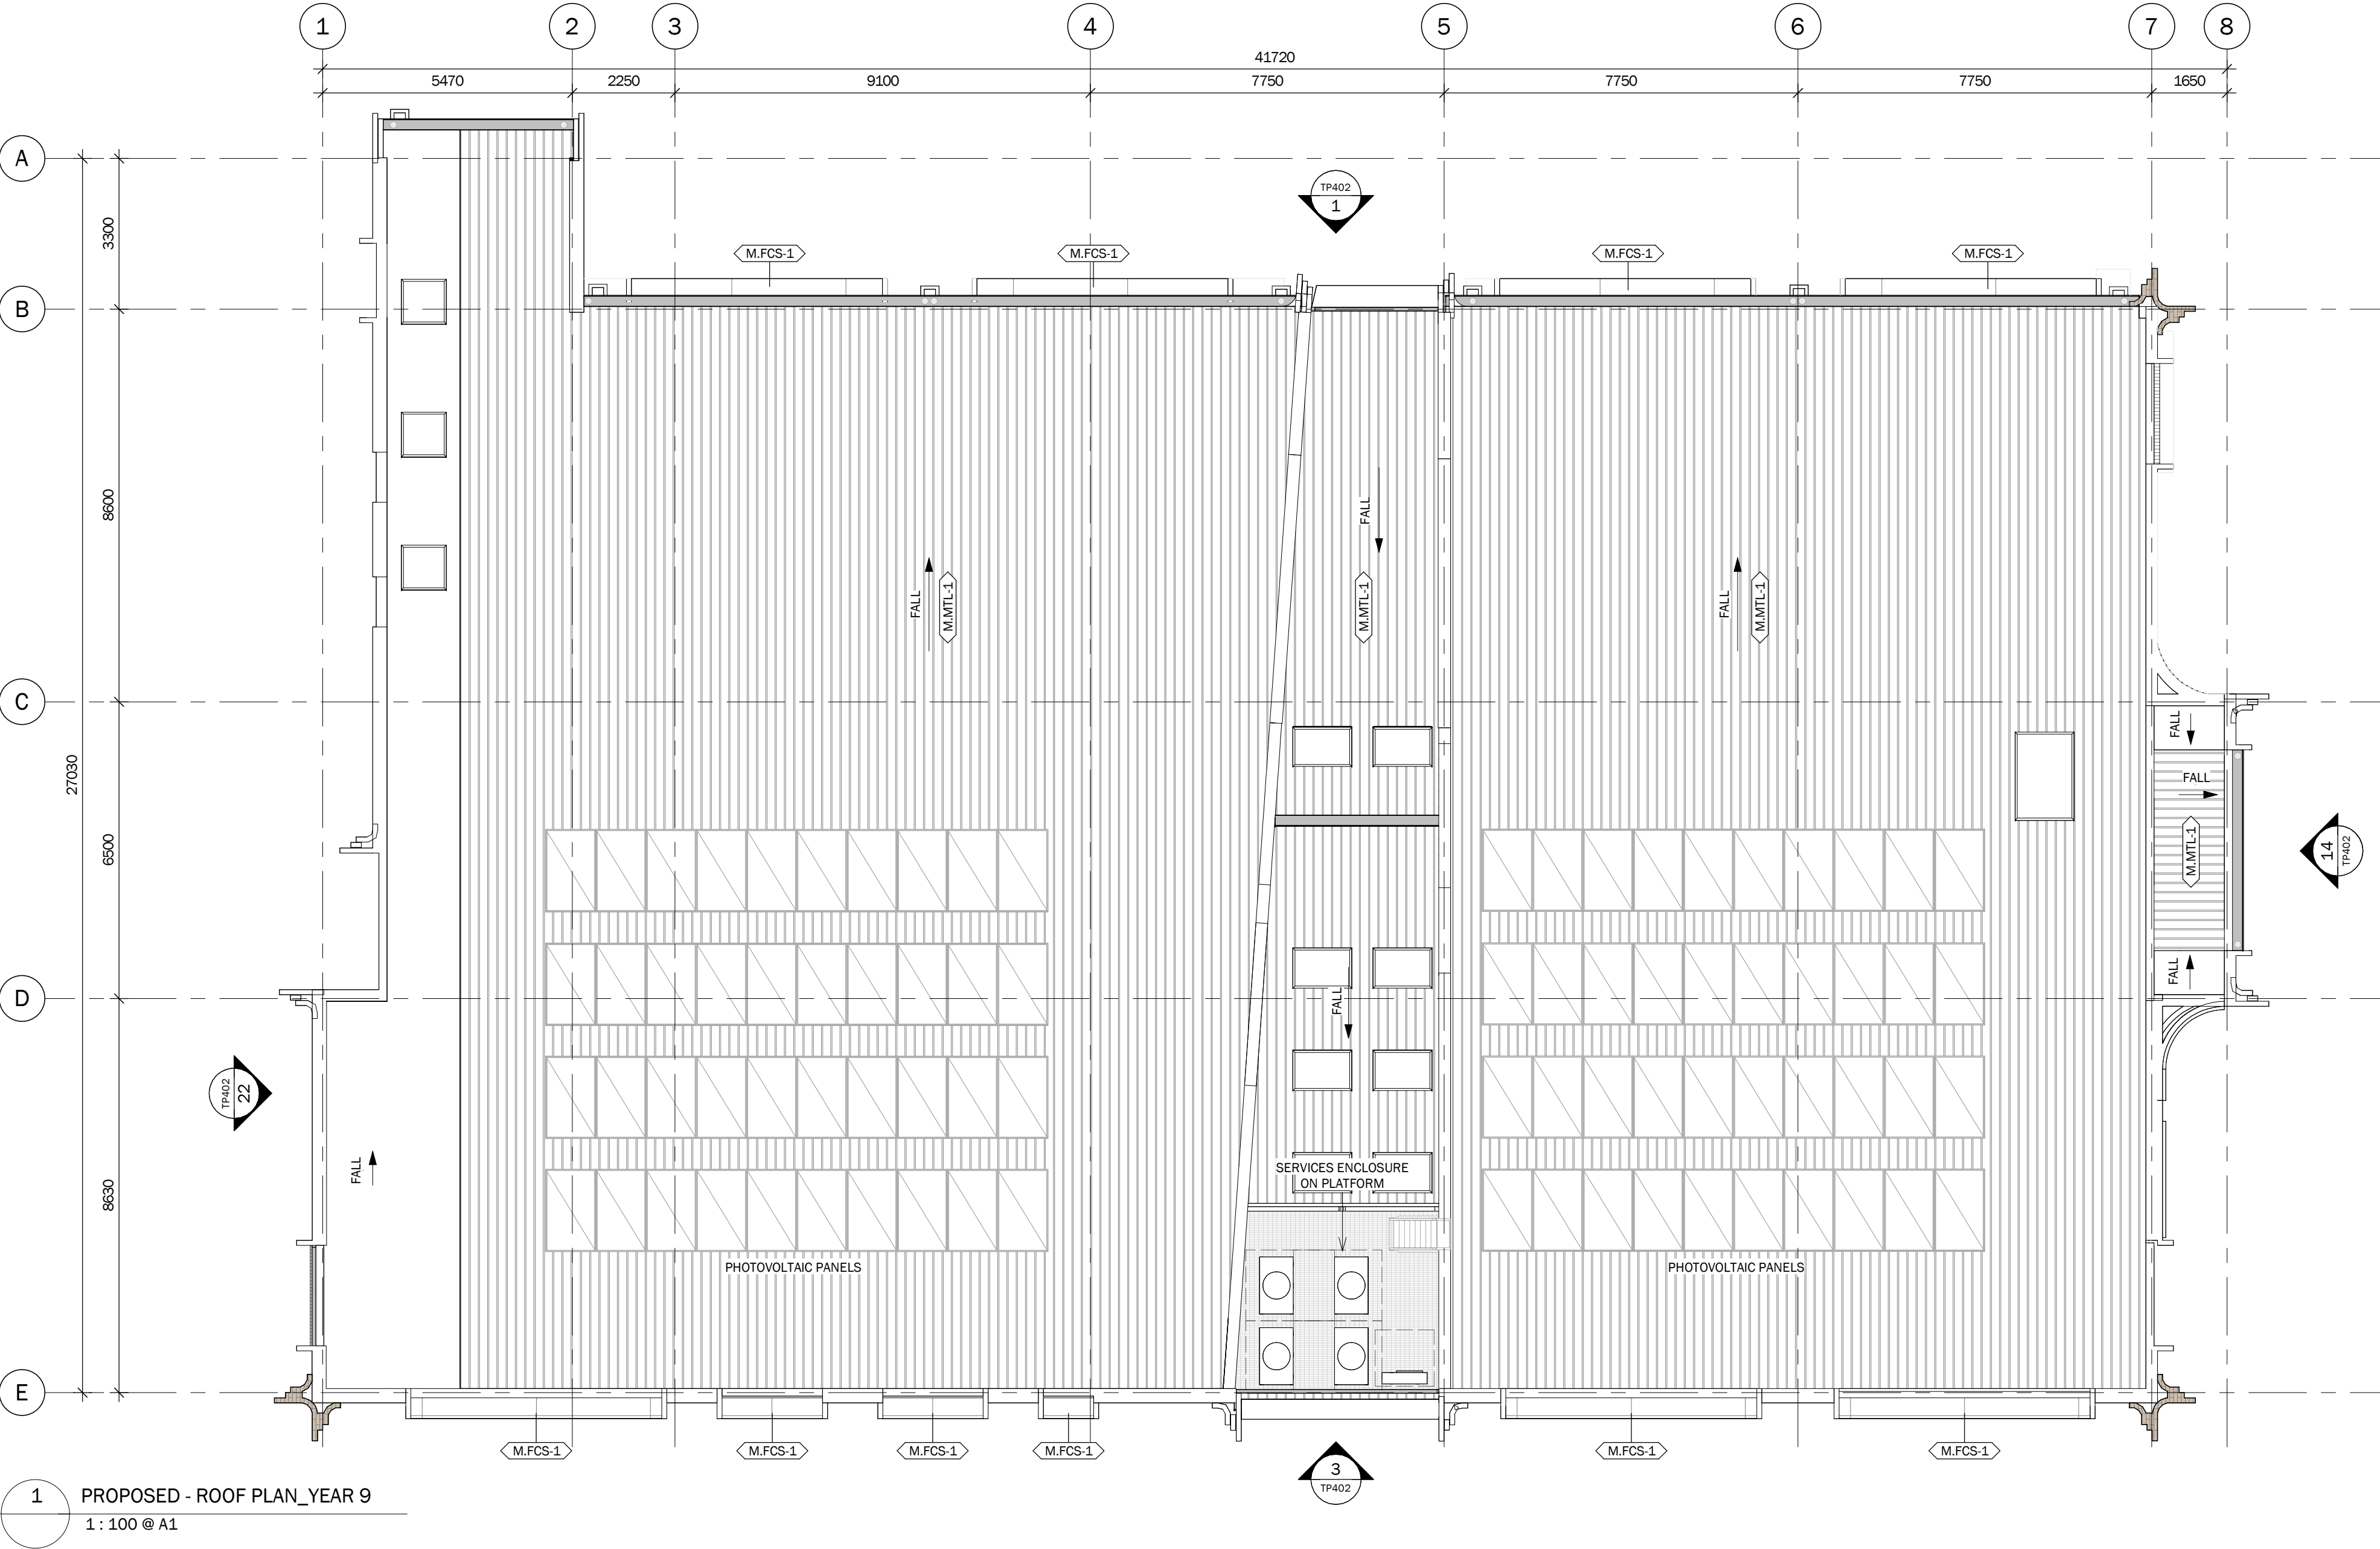 1 2 3 4 5 6 7 8
41720
5470 2250 9100 7750 7750 7750 1650
A
B
C
D
E
3300
8600
6500
8630
27030
TP402
1
M.FCS-1 M.FCS-1 M.FCS-1 M.FCS-1
FALL
M.MTL-1
FALL
M.MTL-1
FALL
M.MTL-1
FALL
FALL
M.MTL-1
FALL
14
TP402
FALL
TP402
22
FALL
SERVICES ENCLOSURE
ON PLATFORM
PHOTOVOLTAIC PANELS
PHOTOVOLTAIC PANELS
M.FCS-1 M.FCS-1 M.FCS-1 M.FCS-1 M.FCS-1 M.FCS-1
3
TP402
1
PROPOSED - ROOF PLAN_YEAR 9
1 : 100 @ A1